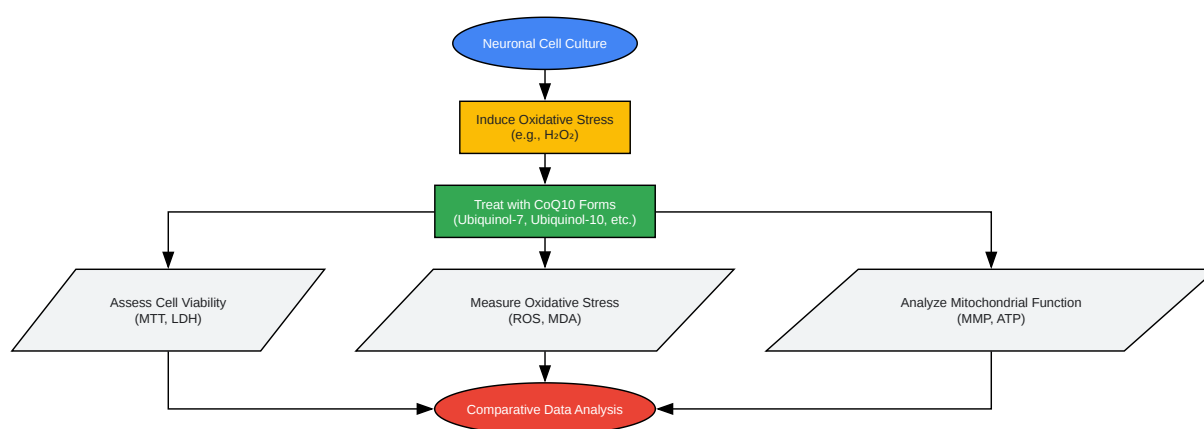 Neuronal Cell Culture
Induce Oxidative Stress
(e.g., H₂O₂)
Treat with CoQ10 Forms
(Ubiquinol-7, Ubiquinol-10, etc.)
Assess Cell Viability
(MTT, LDH)
Measure Oxidative Stress
(ROS, MDA)
Analyze Mitochondrial Function
(MMP, ATP)
Comparative Data Analysis